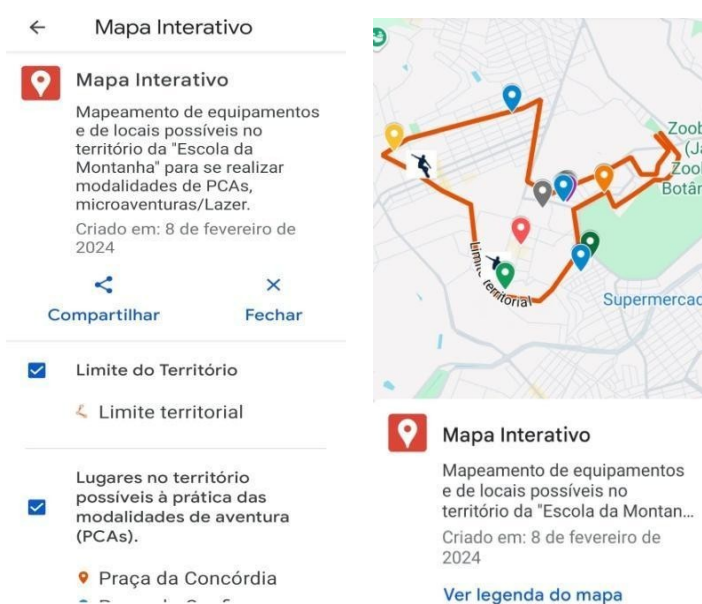 Mapa Interativo
Mapa Interativo
Mapeamento de equipamentos
e de locais possíveis no
território da "Escola da
Montanha" para se realizar
modalidades de PCAs,
microaventuras/Lazer.
Criado em: 8 de fevereiro de
2024
Compartilhar
Fechar
Limite do Território
Limite territorial
Lugares no território
possíveis à prática das
modalidades de aventura
(PCAs).
Praça da Concórdia
Zoob
(Ja
Zool
Botân
Limite territorial
Supermercad
Mapa Interativo
Mapeamento de equipamentos
e de locais possíveis no
território da "Escola da Montan...
Criado em: 8 de fevereiro de
2024
Ver legenda do mapa